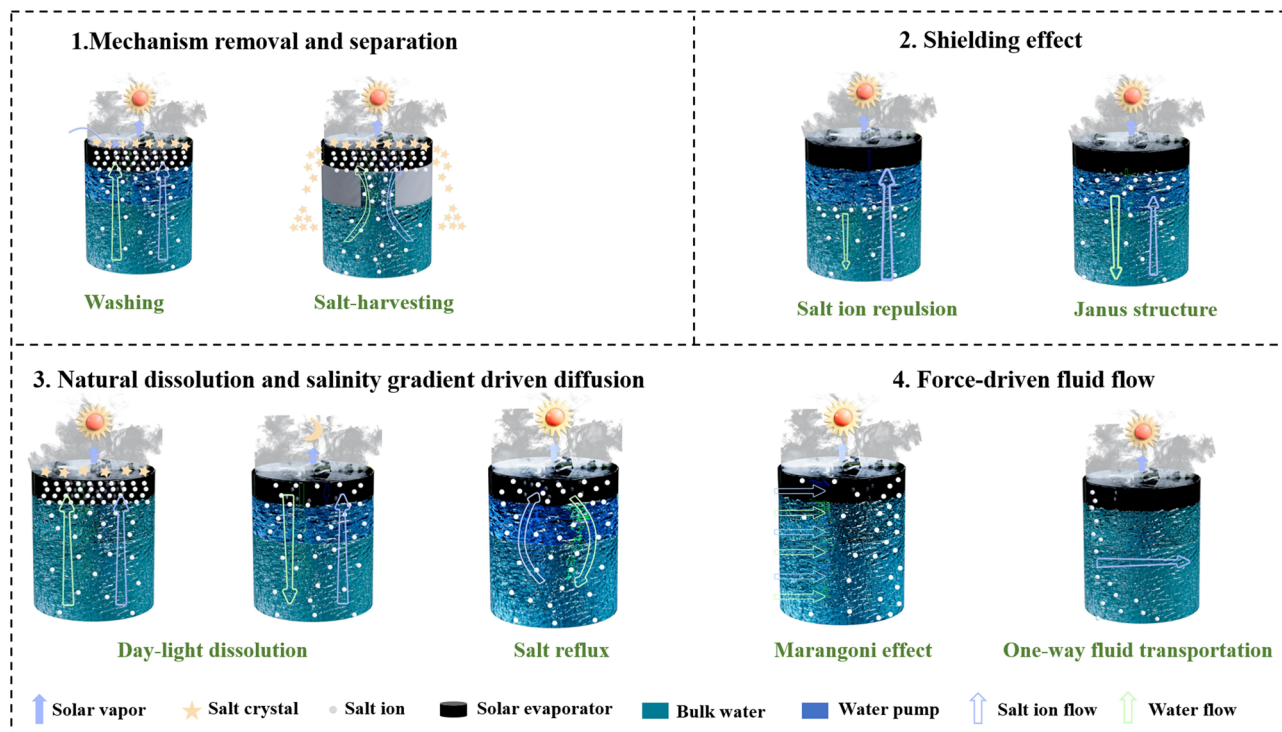 1.Mechanism removal and separation
2. Shielding effect
Washing
Salt-harvesting
Salt ion repulsion
Janus structure
3. Natural dissolution and salinity gradient driven diffusion
4. Force-driven fluid flow
Day-light dissolution
Salt reflux
Marangoni effect
One-way fluid transportation
Solar vapor
Salt crystal
Salt ion
Solar evaporator
Bulk water
Water pump
Salt ion flow
Water flow